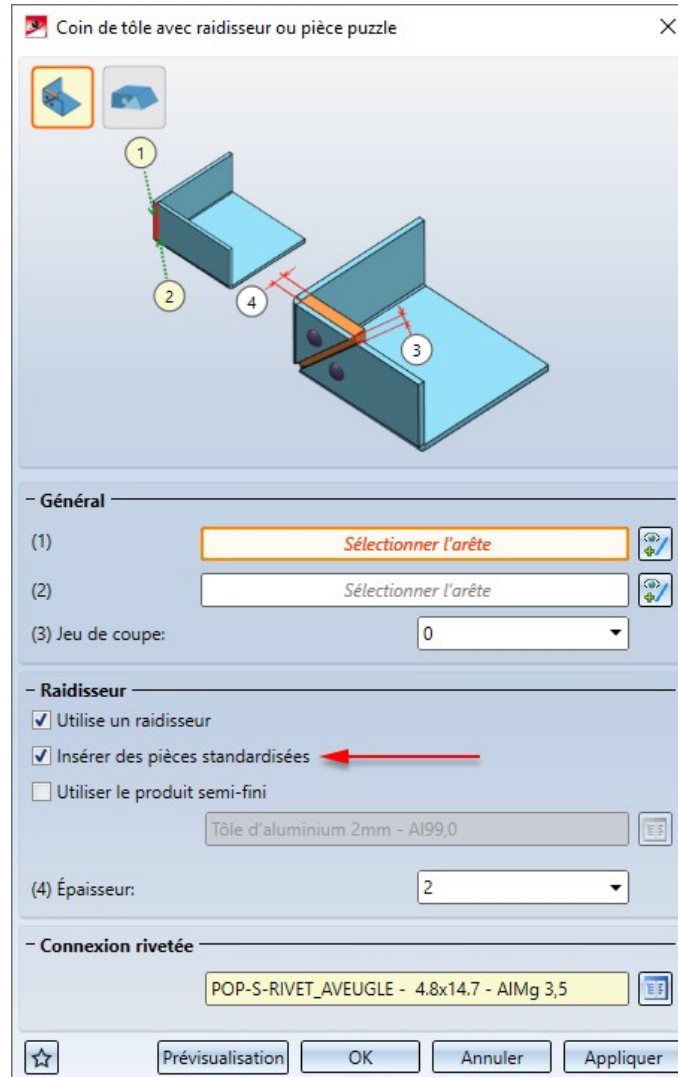 Coin de tôle avec raidisseur ou pièce puzzle
1
2
4
3
Général
(1) Sélectionner l'arête
(2) Sélectionner l'arête
(3) Jeu de coupe: 0
Raidisseur
Utilise un raidisseur
Insérer des pièces standardisées
Utiliser le produit semi-fini
Tôle d'aluminium 2mm - Al99,0
(4) Épaisseur: 2
Connexion rivetée
POP-S-RIVET_AVEUGLE - 4.8x14.7 - AlMg 3,5
Prévisualisation OK Annuler Appliquer